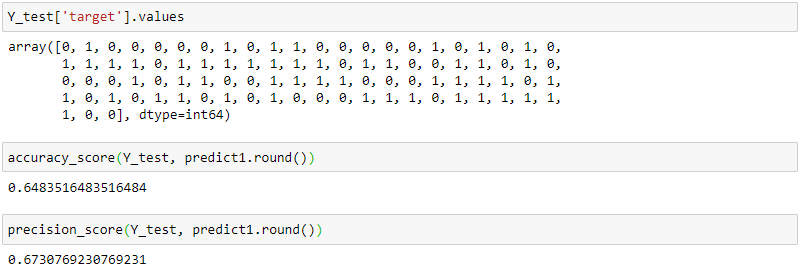 Y_test['target'].values
array([0, 1, 0, 0, 0, 0, 0, 1, 0, 1, 1, 0, 0, 0, 0, 0, 1, 0, 1, 0, 1, 0,
1, 1, 1, 1, 0, 1, 1, 1, 1, 1, 1, 1, 0, 1, 1, 0, 0, 1, 1, 0, 1, 0,
0, 0, 0, 1, 0, 1, 1, 0, 0, 1, 1, 1, 1, 0, 0, 0, 1, 1, 1, 1, 0, 1,
1, 0, 1, 0, 1, 1, 0, 1, 0, 1, 0, 0, 0, 1, 1, 1, 0, 1, 1, 1, 1, 1,
1, 0, 0], dtype=int64)
accuracy_score(Y_test, predict1.round())
0.6483516483516484
precision_score(Y_test, predict1.round())
0.6730769230769231